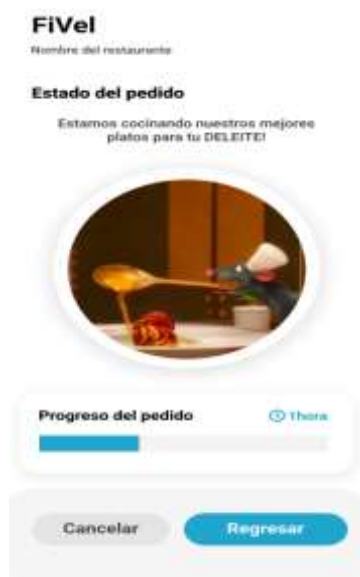 FiVel
Nombre del restaurante
Estado del pedido
Estamos cocinando nuestros mejores
platos para tu DELEITE!
Progreso del pedido
1hora
Cancelar
Regresar